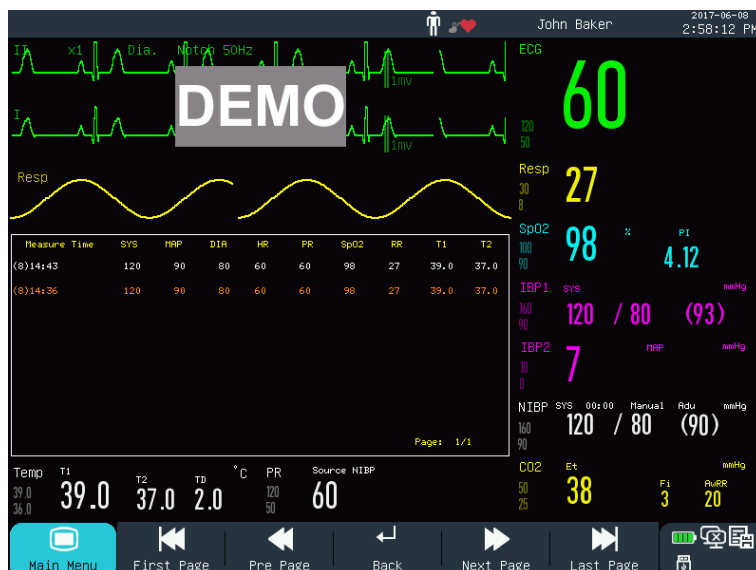 John Baker 2017-06-08
2:58:12 PM
II x1 Dia. Notch 50Hz
1mv
DEMO
I
1mv
Resp
ECG
120
50
60
Resp
30
8
27
SpO2
100
90
98 % PI
4.12
IBP1 SYS mmHg
160
90
120 / 80 (93)
IBP2 MAP mmHg
10
0
7
NIBP SYS 00:00 Manual Adu mmHg
160
90
120 / 80 (90)
CO2 Et mmHg
50
25
38
Fi AwRR
3 20
Measure Time SYS MAP DIA HR PR SpO2 RR T1 T2
(8)14:43 120 90 80 60 60 98 27 39.0 37.0
(8)14:36 120 90 80 60 60 98 27 39.0 37.0
Page: 1/1
Temp T1 T2 TD °C PR Source NIBP
39.0
36.0
39.0 37.0 2.0
120
50
60
Main Menu First Page Pre Page Back Next Page Last Page